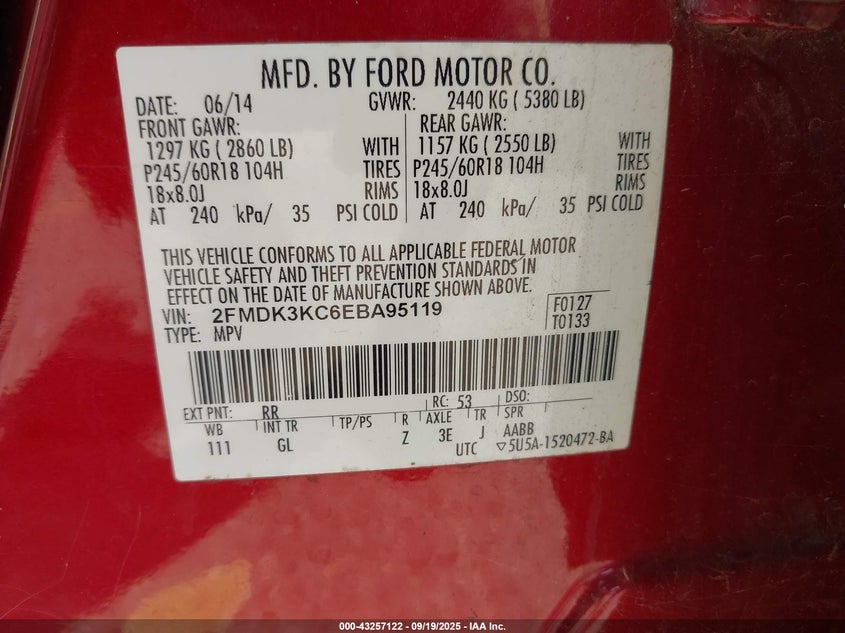 MFD. BY FORD MOTOR CO.
DATE: 06/14 GVWR: 2440 KG ( 5380 LB)
FRONT GAWR: REAR GAWR:
1297 KG ( 2860 LB) WITH 1157 KG ( 2550 LB) WITH
P245/60R18 104H TIRES P245/60R18 104H TIRES
18x8.0J RIMS 18x8.0J RIMS
AT 240 kPa/ 35 PSI COLD AT 240 kPa/ 35 PSI COLD
THIS VEHICLE CONFORMS TO ALL APPLICABLE FEDERAL MOTOR
VEHICLE SAFETY AND THEFT PREVENTION STANDARDS IN
EFFECT ON THE DATE OF MANUFACTURE SHOWN ABOVE.
VIN: 2FMDK3KC6EBA95119 F0127
TYPE: MPV T0133
EXT PNT: RR RC: 53 DSO:
WB INT TR TP/PS R AXLE TR SPR
111 GL Z 3E J AABB
UTC ▽5U5A-1520472-BA
000-43257122 - 09/19/2025 - IAA Inc.